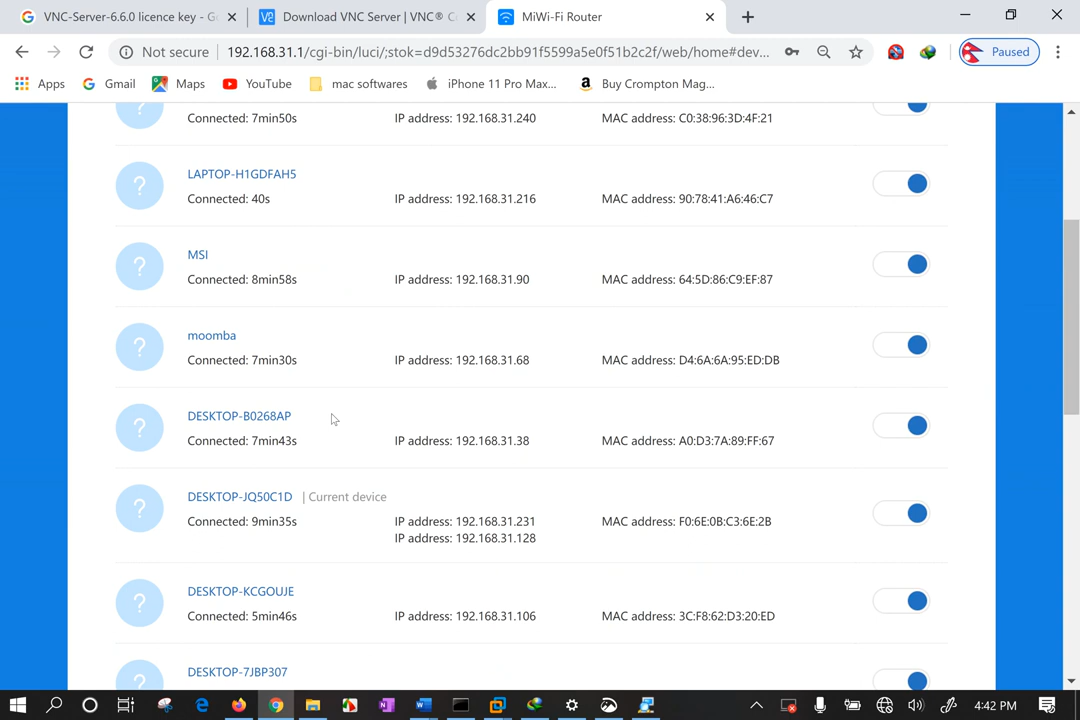 VNC-Server-6.6.0 licence key - G
Download VNC Server | VNC® C
MiWi-Fi Router
Not secure
192.168.31.1/cgi-bin/luci/;stok=d9d53276dc2bb91f5599a5e0f51b2c2f/web/home#dev...
Paused
Apps
Gmail
Maps
YouTube
mac softwares
iPhone 11 Pro Max...
Buy Crompton Mag...
Connected: 7min50s IP address: 192.168.31.240 MAC address: C0:38:96:3D:4F:21
LAPTOP-H1GDFAH5
Connected: 40s IP address: 192.168.31.216 MAC address: 90:78:41:A6:46:C7
MSI
Connected: 8min58s IP address: 192.168.31.90 MAC address: 64:5D:86:C9:EF:87
moomba
Connected: 7min30s IP address: 192.168.31.68 MAC address: D4:6A:6A:95:ED:DB
DESKTOP-B0268AP
Connected: 7min43s IP address: 192.168.31.38 MAC address: A0:D3:7A:89:FF:67
DESKTOP-JQ50C1D | Current device
Connected: 9min35s IP address: 192.168.31.231 MAC address: F0:6E:0B:C3:6E:2B
IP address: 192.168.31.128
DESKTOP-KCGOUJE
Connected: 5min46s IP address: 192.168.31.106 MAC address: 3C:F8:62:D3:20:ED
DESKTOP-7JBP307
4:42 PM